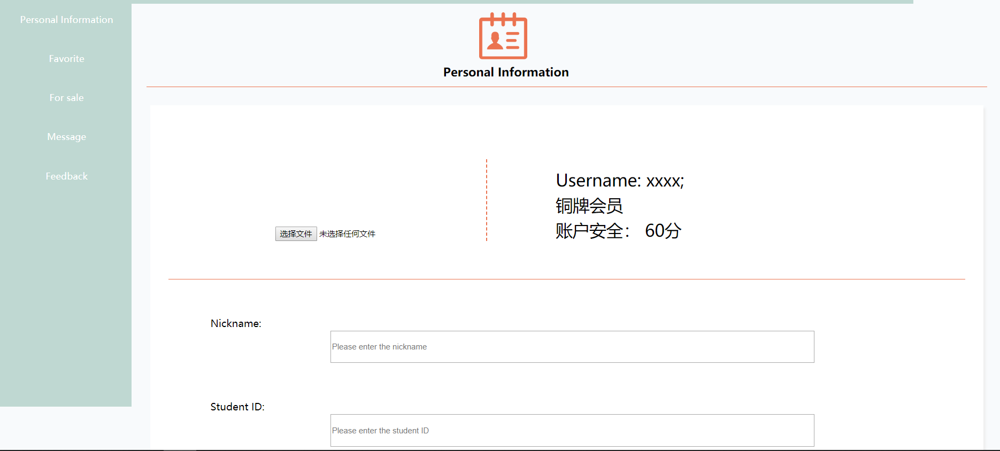 Personal Information
Favorite
For sale
Message
Feedback
Personal Information
Username: xxxx;
铜牌会员
账户安全： 60分
选择文件 未选择任何文件
Nickname:
Please enter the nickname
Student ID:
Please enter the student ID